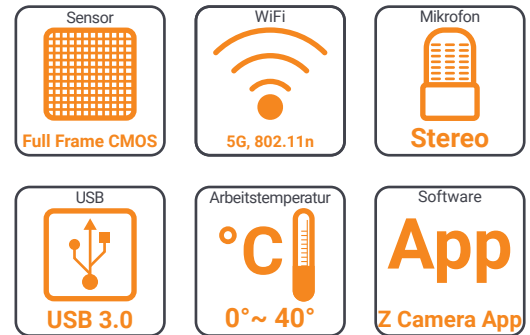 Sensor
Full Frame CMOS
WiFi
5G, 802.11n
Mikrofon
Stereo
USB
USB 3.0
Arbeitstemperatur
°C
0°~ 40°
Software
App
Z Camera App